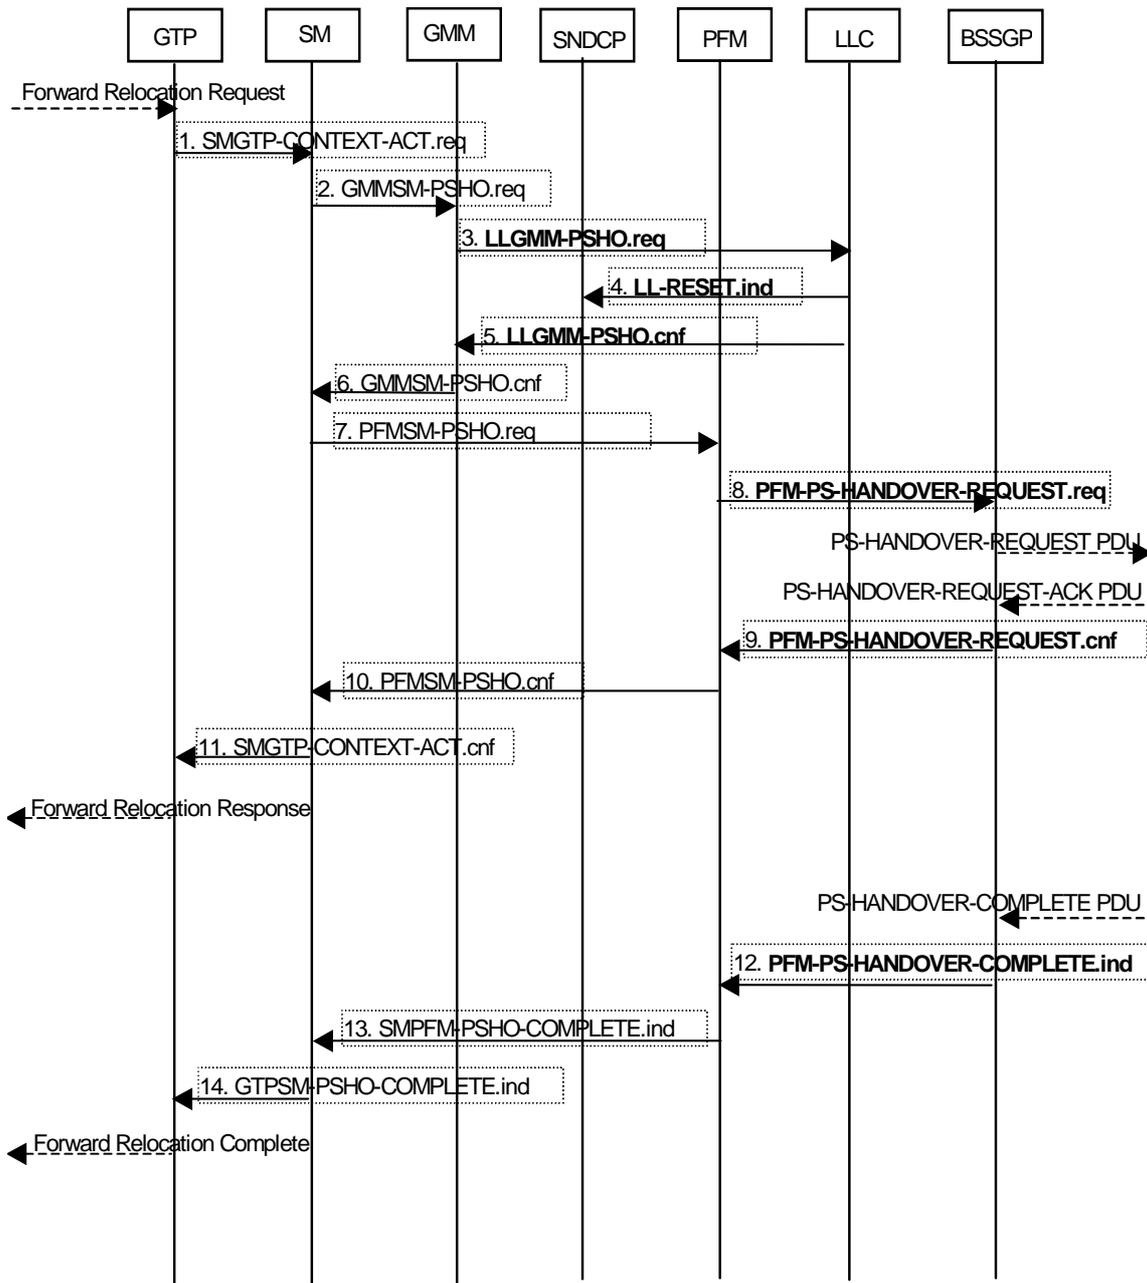 GTP SM GMM SNDCP PFM LLC BSSGP
Forward Relocation Request
1. SMGTP-CONTEXT-ACT.req
2. GMMSM-PSHO.req
3. LLGMM-PSHO.req
4. LL-RESET.ind
5. LLGMM-PSHO.cnf
6. GMMSM-PSHO.cnf
7. PFMSM-PSHO.req
8. PFM-PS-HANDOVER-REQUEST.req
PS-HANDOVER-REQUEST PDU
PS-HANDOVER-REQUEST-ACK PDU
9. PFM-PS-HANDOVER-REQUEST.cnf
10. PFMSM-PSHO.cnf
11. SMGTP-CONTEXT-ACT.cnf
Forward Relocation Response
PS-HANDOVER-COMPLETE PDU
12. PFM-PS-HANDOVER-COMPLETE.ind
13. SMPFM-PSHO-COMPLETE.ind
14. GTPSM-PSHO-COMPLETE.ind
Forward Relocation Complete